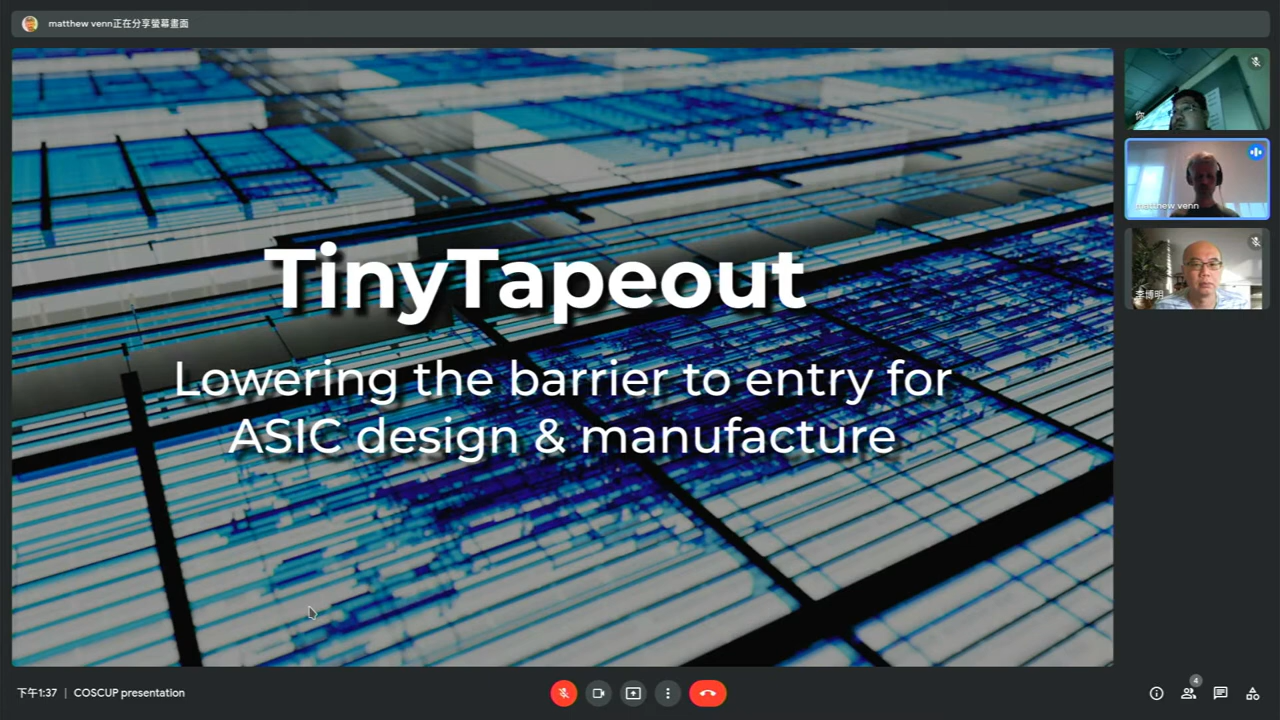 matthew venn正在分享螢幕畫面
TinyTapeout
Lowering the barrier to entry for
ASIC design & manufacture
你
matthew venn
李博明
下午1:37 | COSCUP presentation
4